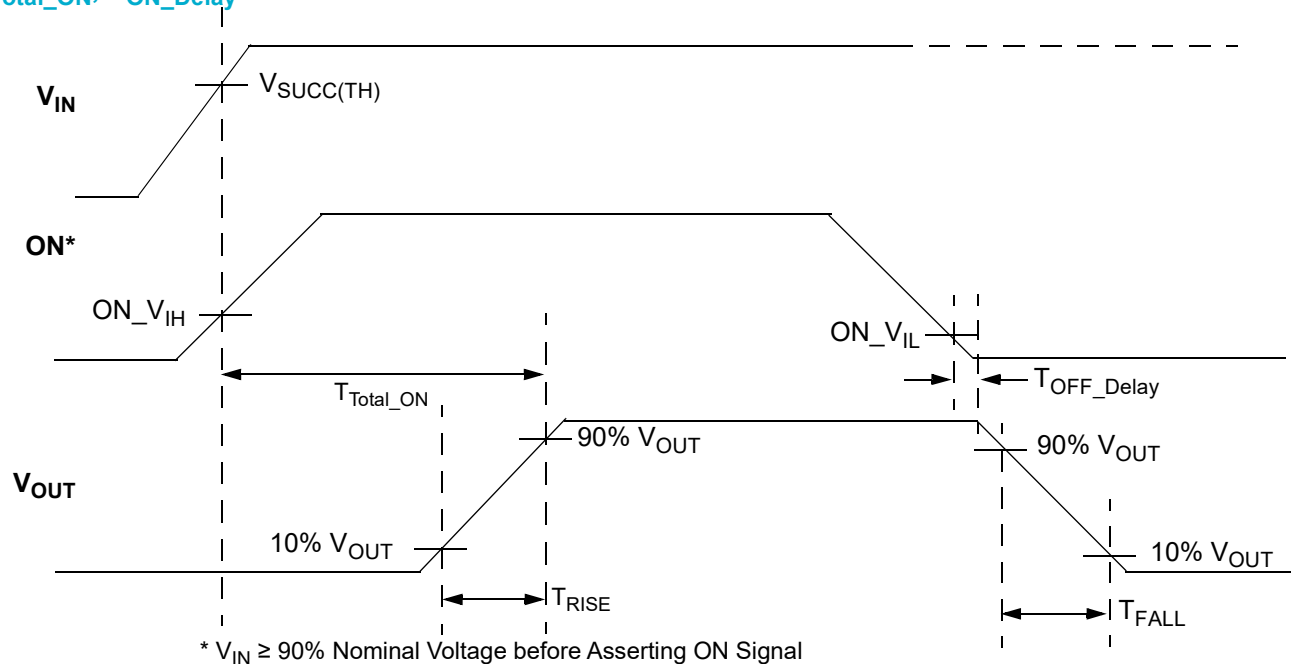 ON_Delay
V_IN
V_SUCC(TH)
ON*
ON_V_IH
ON_V_IL
T_Total_ON
T_OFF_Delay
90% V_OUT
90% V_OUT
V_OUT
10% V_OUT
10% V_OUT
T_RISE
T_FALL
* V_IN ≥ 90% Nominal Voltage before Asserting ON Signal